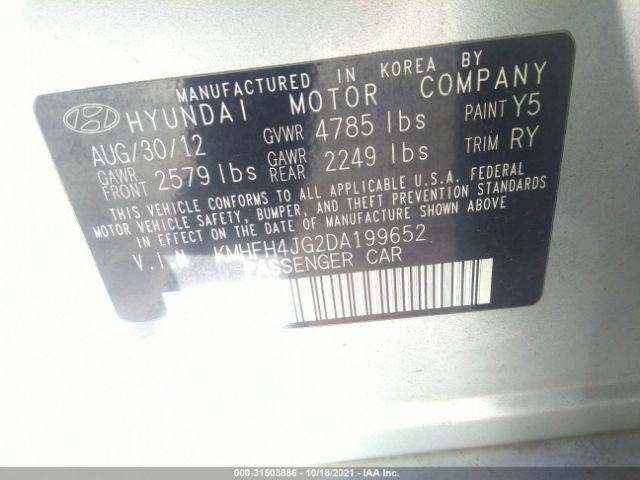 MANUFACTURED IN KOREA BY
HYUNDAI MOTOR COMPANY
AUG/30/12 GVWR 4785 lbs PAINT Y5
GAWR FRONT 2579 lbs GAWR REAR 2249 lbs TRIM RY
THIS VEHICLE CONFORMS TO ALL APPLICABLE U.S.A. FEDERAL
MOTOR VEHICLE SAFETY, BUMPER, AND THEFT PREVENTION STANDARDS
IN EFFECT ON THE DATE OF MANUFACTURE SHOWN ABOVE
V.I.N KMHFH4JG2DA199652
PASSENGER CAR
000-31503886 - 10/18/2021 - IAA Inc.